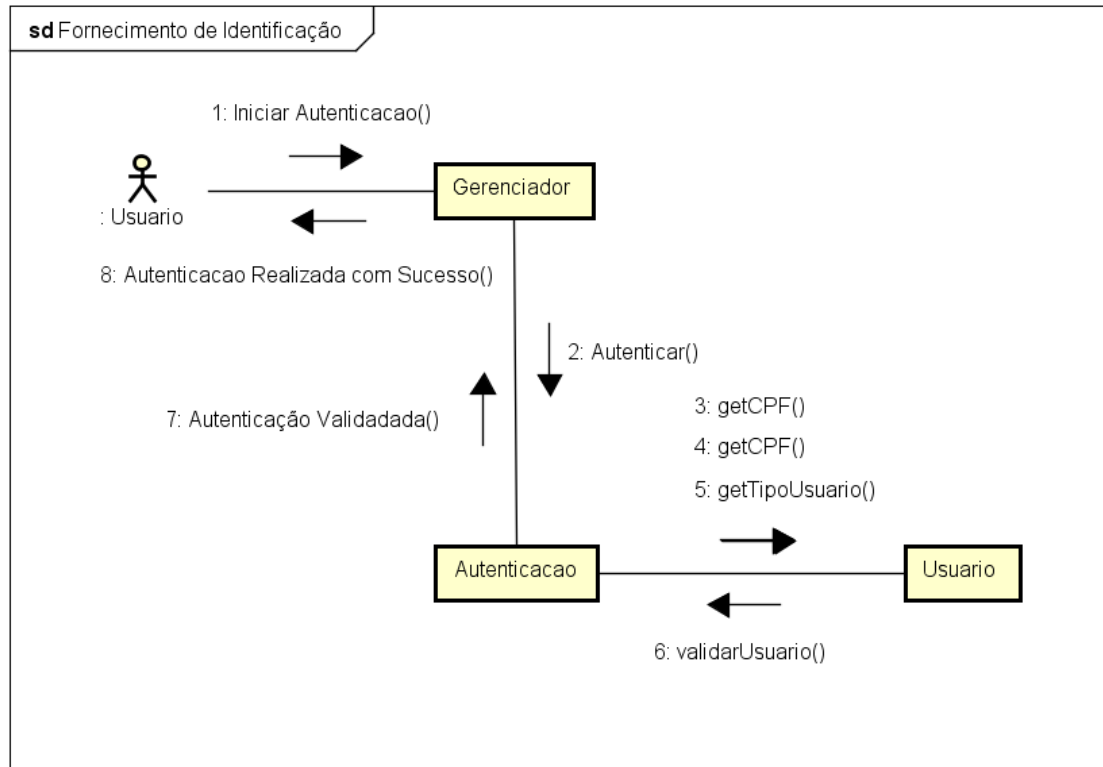 sd Fornecimento de Identificação
1: Iniciar Autenticacao()
Gerenciador
: Usuario
8: Autenticacao Realizada com Sucesso()
2: Autenticar()
7: Autenticação Validadada()
3: getCPF()
4: getCPF()
5: getTipoUsuario()
Autenticacao
Usuario
6: validarUsuario()